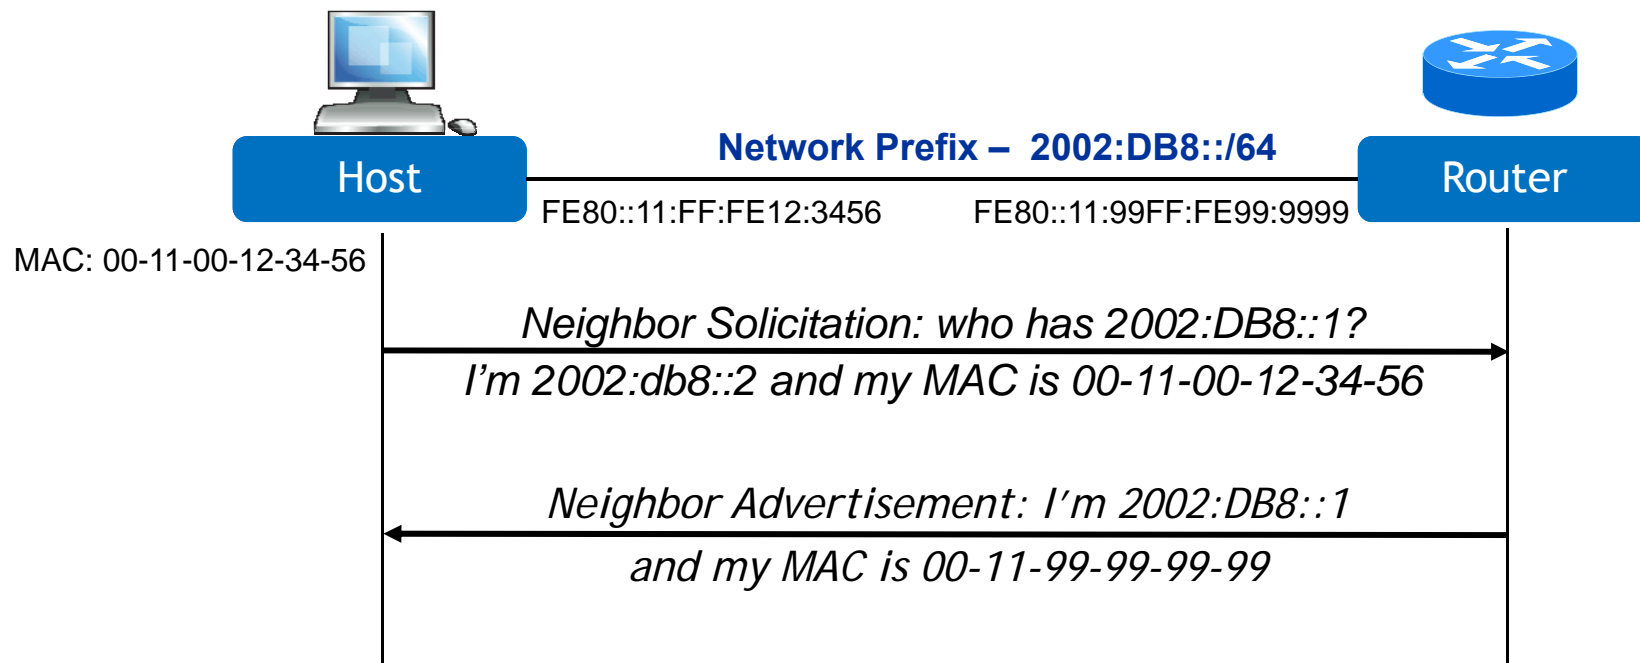 Network Prefix – 2002:DB8::/64
Host
Router
FE80::11:FF:FE12:3456
FE80::11:99FF:FE99:9999
MAC: 00-11-00-12-34-56
Neighbor Solicitation: who has 2002:DB8::1?
I’m 2002:db8::2 and my MAC is 00-11-00-12-34-56
Neighbor Advertisement: I’m 2002:DB8::1
and my MAC is 00-11-99-99-99-99